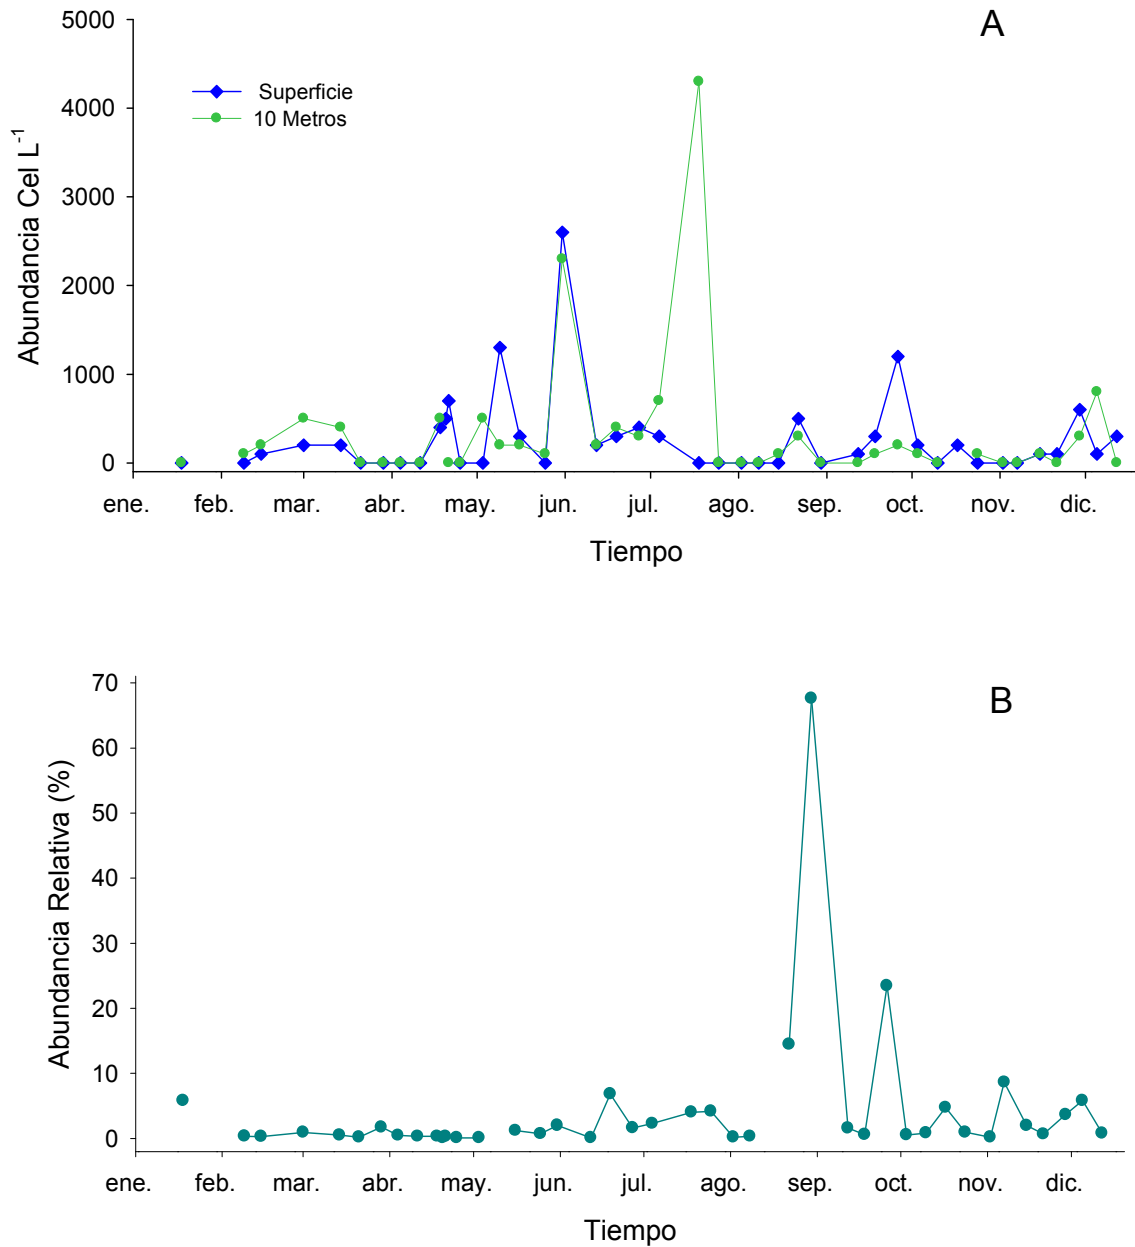 A
5000
4000
3000
2000
1000
0
Abundancia Cel L⁻¹
Superficie
10 Metros
ene. feb. mar. abr. may. jun. jul. ago. sep. oct. nov. dic.
Tiempo
B
70
60
50
40
30
20
10
0
Abundancia Relativa (%)
ene. feb. mar. abr. may. jun. jul. ago. sep. oct. nov. dic.
Tiempo